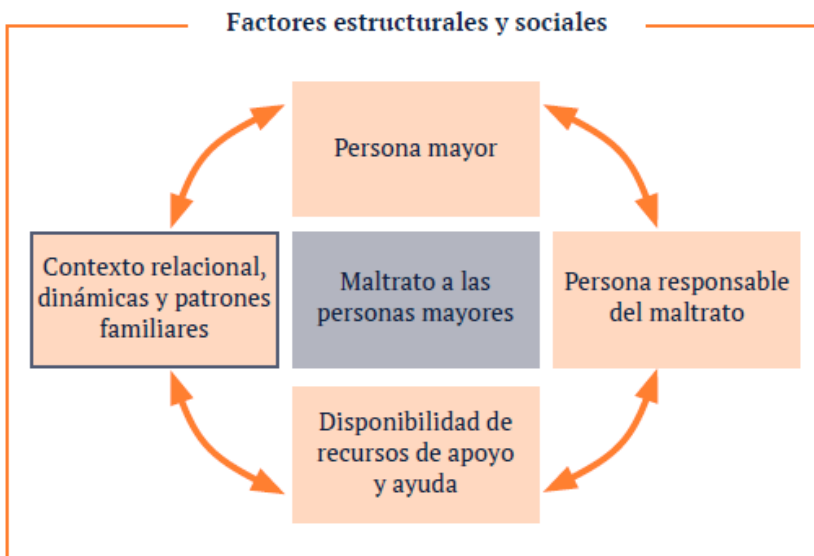 Factores estructurales y sociales
Persona mayor
Contexto relacional,
dinámicas y patrones
familiares
Maltrato a las
personas mayores
Persona responsable
del maltrato
Disponibilidad de
recursos de apoyo
y ayuda